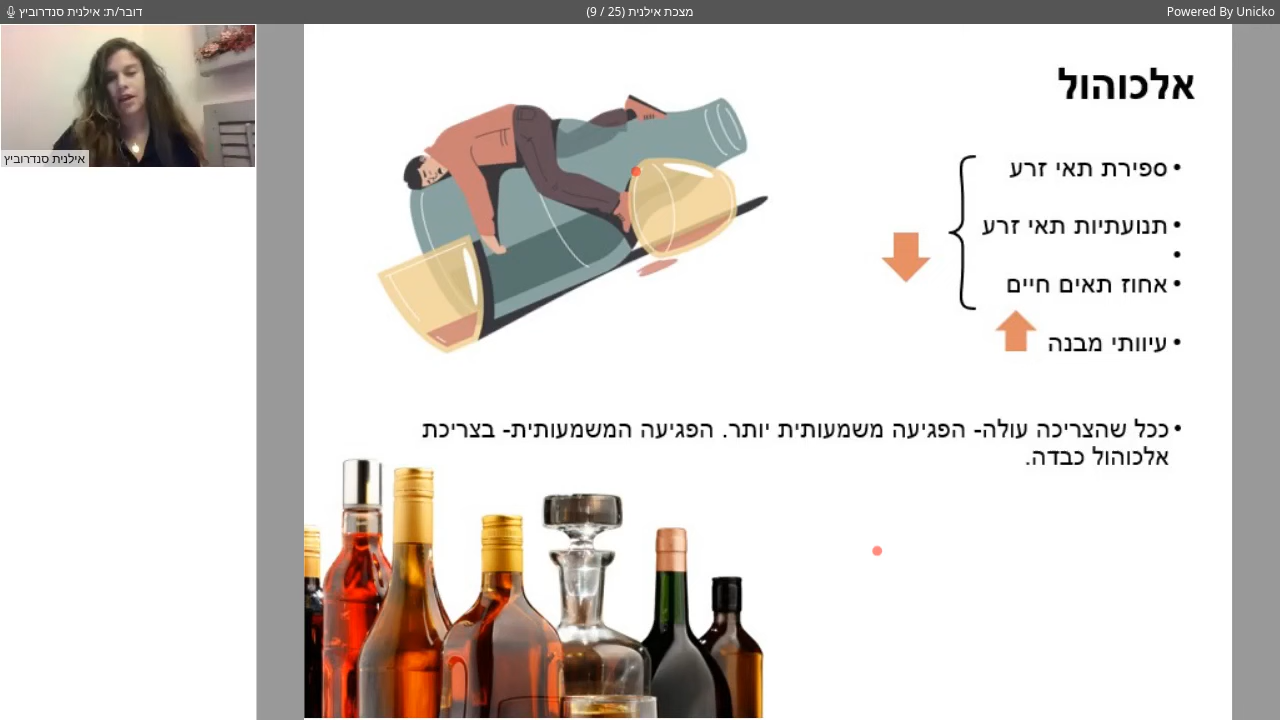 דובר/ת: אילנית סנדרוביץ
מצכת אילנית (25 / 9)
Powered By Unicko
אילנית סנדרוביץ
אלכוהול
• ספירת תאי זרע
• תנועתיות תאי זרע
•
• אחוז תאים חיים
• עיוותי מבנה
• ככל שהצריכה עולה- הפגיעה משמעותית יותר. הפגיעה המשמעותית- בצריכת
אלכוהול כבדה.